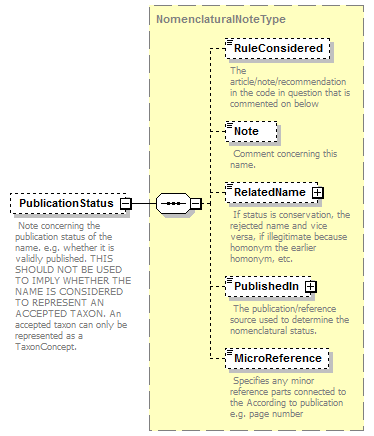 NomenclaturalNoteType
RuleConsidered
The
article/note/recommendation
in the code in question that is
commented on below
Note
Comment concerning this
name.
RelatedName
If status is conservation, the
rejected name and vice
versa, if illegitimate because
homonym the earlier
homonym, etc.
PublicationStatus
Note concerning the
publication status of the
name. e.g. whether it is
validly published. THIS
SHOULD NOT BE USED
TO IMPLY WHETHER THE
NAME IS CONSIDERED
TO REPRESENT AN
ACCEPTED TAXON. An
accepted taxon can only be
represented as a
TaxonConcept.
PublishedIn
The publication/reference
source used to determine the
nomenclatural status.
MicroReference
Specifies any minor
reference parts connected to
the According to publication
e.g. page number